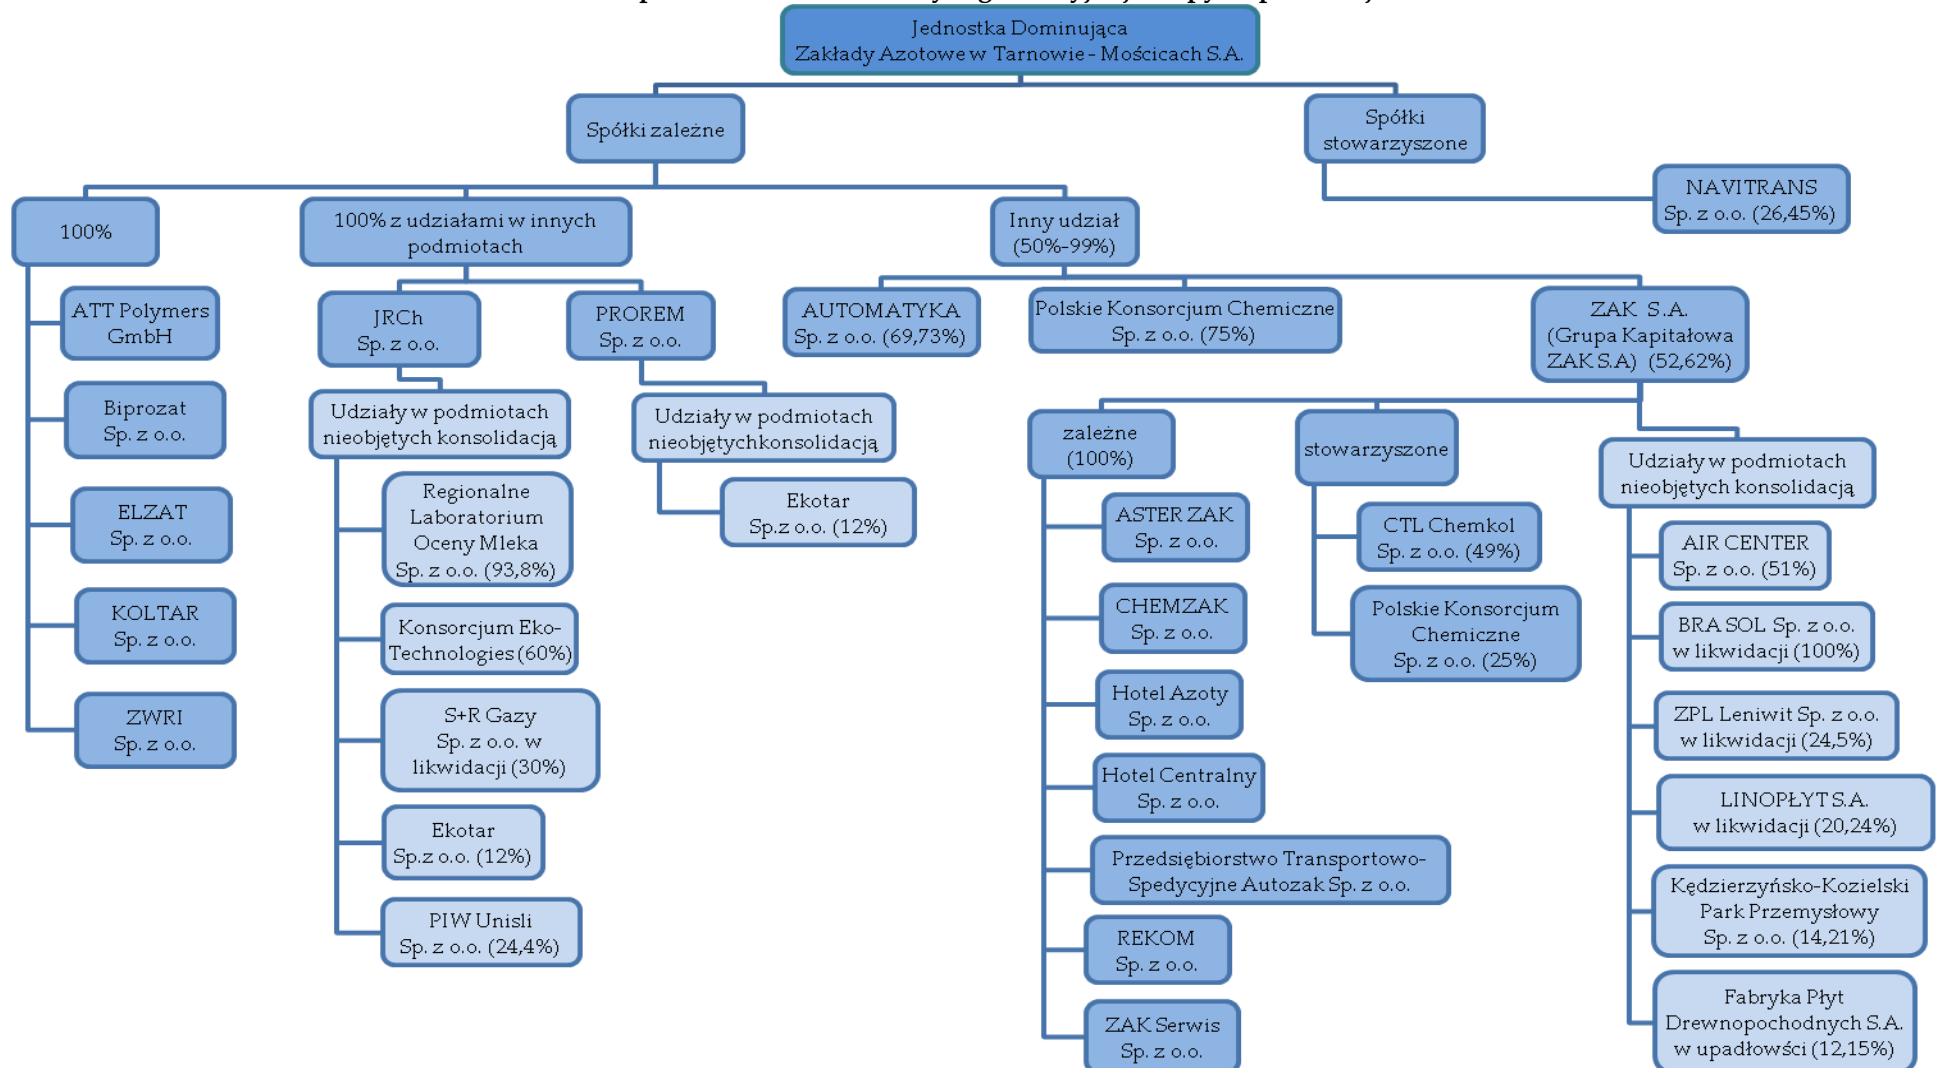 Jednostka Dominująca
Zakłady Azotowe w Tarnowie - Mościcach S.A.
Spółki zależne
Spółki
stowarzyszone
NAVITRANS
Sp. z o.o. (26,45%)
100%
100% z udziałami w innych
podmiotach
Inny udział
(50%-99%)
ATT Polymers
GmbH
Biprozat
Sp. z o.o.
ELZAT
Sp. z o.o.
KOLTAR
Sp. z o.o.
ZWRI
Sp. z o.o.
JRCh
Sp. z o.o.
Udziały w podmiotach
nieobjętych konsolidacją
Regionalne
Laboratorium
Oceny Mleka
Sp. z o.o. (93,8%)
Konsorcjum Eko-
Technologies (60%)
S+R Gazy
Sp. z o.o. w
likwidacji (30%)
Ekotar
Sp.z o.o. (12%)
PIW Unisli
Sp. z o.o. (24,4%)
PROREM
Sp. z o.o.
Udziały w podmiotach
nieobjętychkonsolidacją
Ekotar
Sp.z o.o. (12%)
AUTOMATYKA
Sp. z o.o. (69,73%)
Polskie Konsorcjum Chemiczne
Sp. z o.o. (75%)
ZAK S.A.
(Grupa Kapitałowa
ZAK S.A) (52,62%)
zależne
(100%)
ASTER ZAK
Sp. z o.o.
CHEMZAK
Sp. z o.o.
Hotel Azoty
Sp. z o.o.
Hotel Centralny
Sp. z o.o.
Przedsiębiorstwo Transportowo-
Spedycyjne Autozak Sp. z o.o.
REKOM
Sp. z o.o.
ZAK Serwis
Sp. z o.o.
stowarzyszone
CTL Chemkol
Sp. z o.o. (49%)
Polskie Konsorcjum
Chemiczne
Sp. z o.o. (25%)
Udziały w podmiotach
nieobjętych konsolidacją
AIR CENTER
Sp. z o.o. (51%)
BRA SOL Sp. z o.o.
w likwidacji (100%)
ZPL Leniwit Sp. z o.o.
w likwidacji (24,5%)
LINOPŁYT S.A.
w likwidacji (20,24%)
Kędzierzyńsko-Kozielski
Park Przemysłowy
Sp. z o.o. (14,21%)
Fabryka Płyt
Drewnopochodnych S.A.
w upadłowści (12,15%)